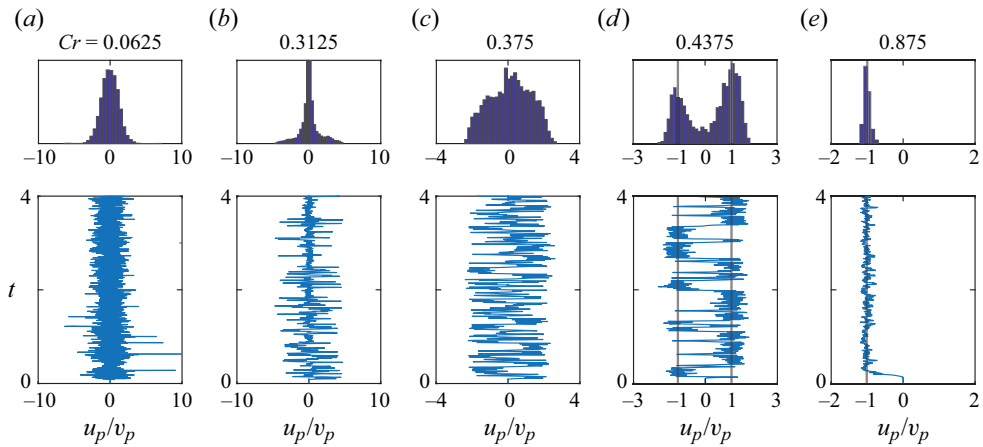 (a) (b) (c) (d) (e)
Cr = 0.0625 0.3125 0.375 0.4375 0.875
−10 0 10 −10 0 10 −4 0 4 −3 −1 0 1 3 −2 −1 0 2
4 4 4 4 4
t 2 2 2 2 2
0 0 0 0 0
−10 0 10 −10 0 10 −4 0 4 −3 −1 0 1 3 −2 −1 0 2
u_p/v_p u_p/v_p u_p/v_p u_p/v_p u_p/v_p